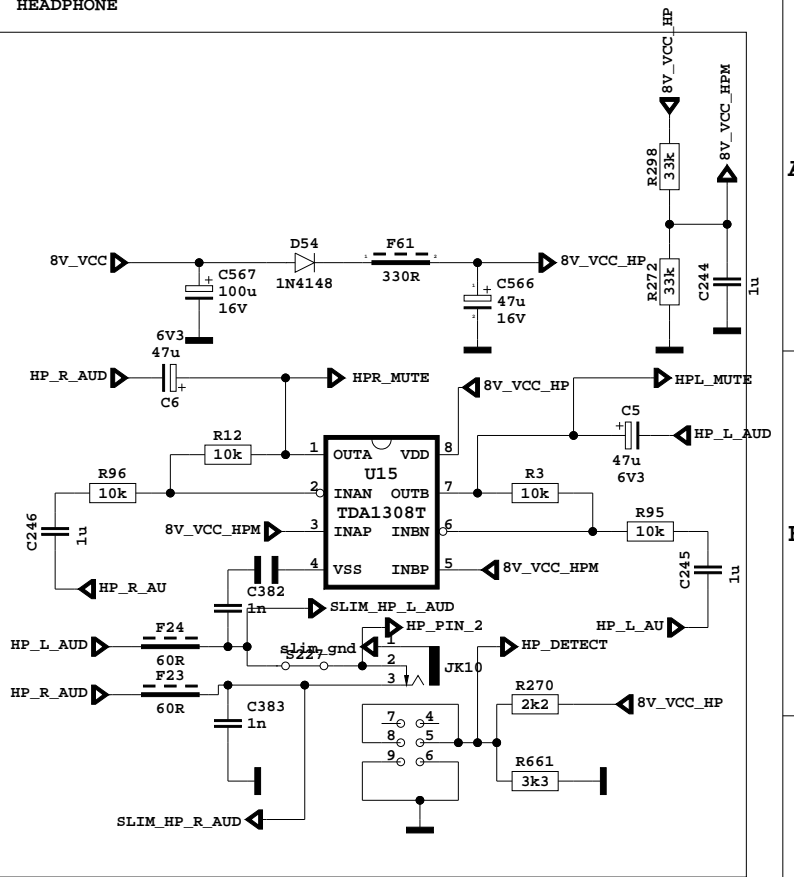 HEADPHONE
8V_VCC_HP
8V_VCC_HPM
R298
33k
8V_VCC
C567
100u
16V
D54
1N4148
F61
330R
1
2
8V_VCC_HP
1
C566
47u
16V
2
R272
33k
C244
1u
6V3
47u
HP_R_AUD
C6
HPR_MUTE
8V_VCC_HP
HPL_MUTE
C5
HP_L_AUD
47u
6V3
R12
10k
1
OUTA
VDD
8
U15
R96
10k
2
INAN
OUTB
7
R3
10k
TDA1308T
C246
1u
8V_VCC_HPM
3
INAP
INBN
6
R95
10k
4
VSS
INBP
5
8V_VCC_HPM
C245
1u
HP_R_AU
C382
1n
SLIM_HP_L_AUD
HP_PIN_2
HP_L_AU
HP_L_AUD
F24
60R
slim_gnd
1
HP_DETECT
S227
2
JK10
HP_R_AUD
F23
60R
3
C383
1n
R270
2k2
8V_VCC_HP
7
4
8
5
9
6
R661
3k3
SLIM_HP_R_AUD